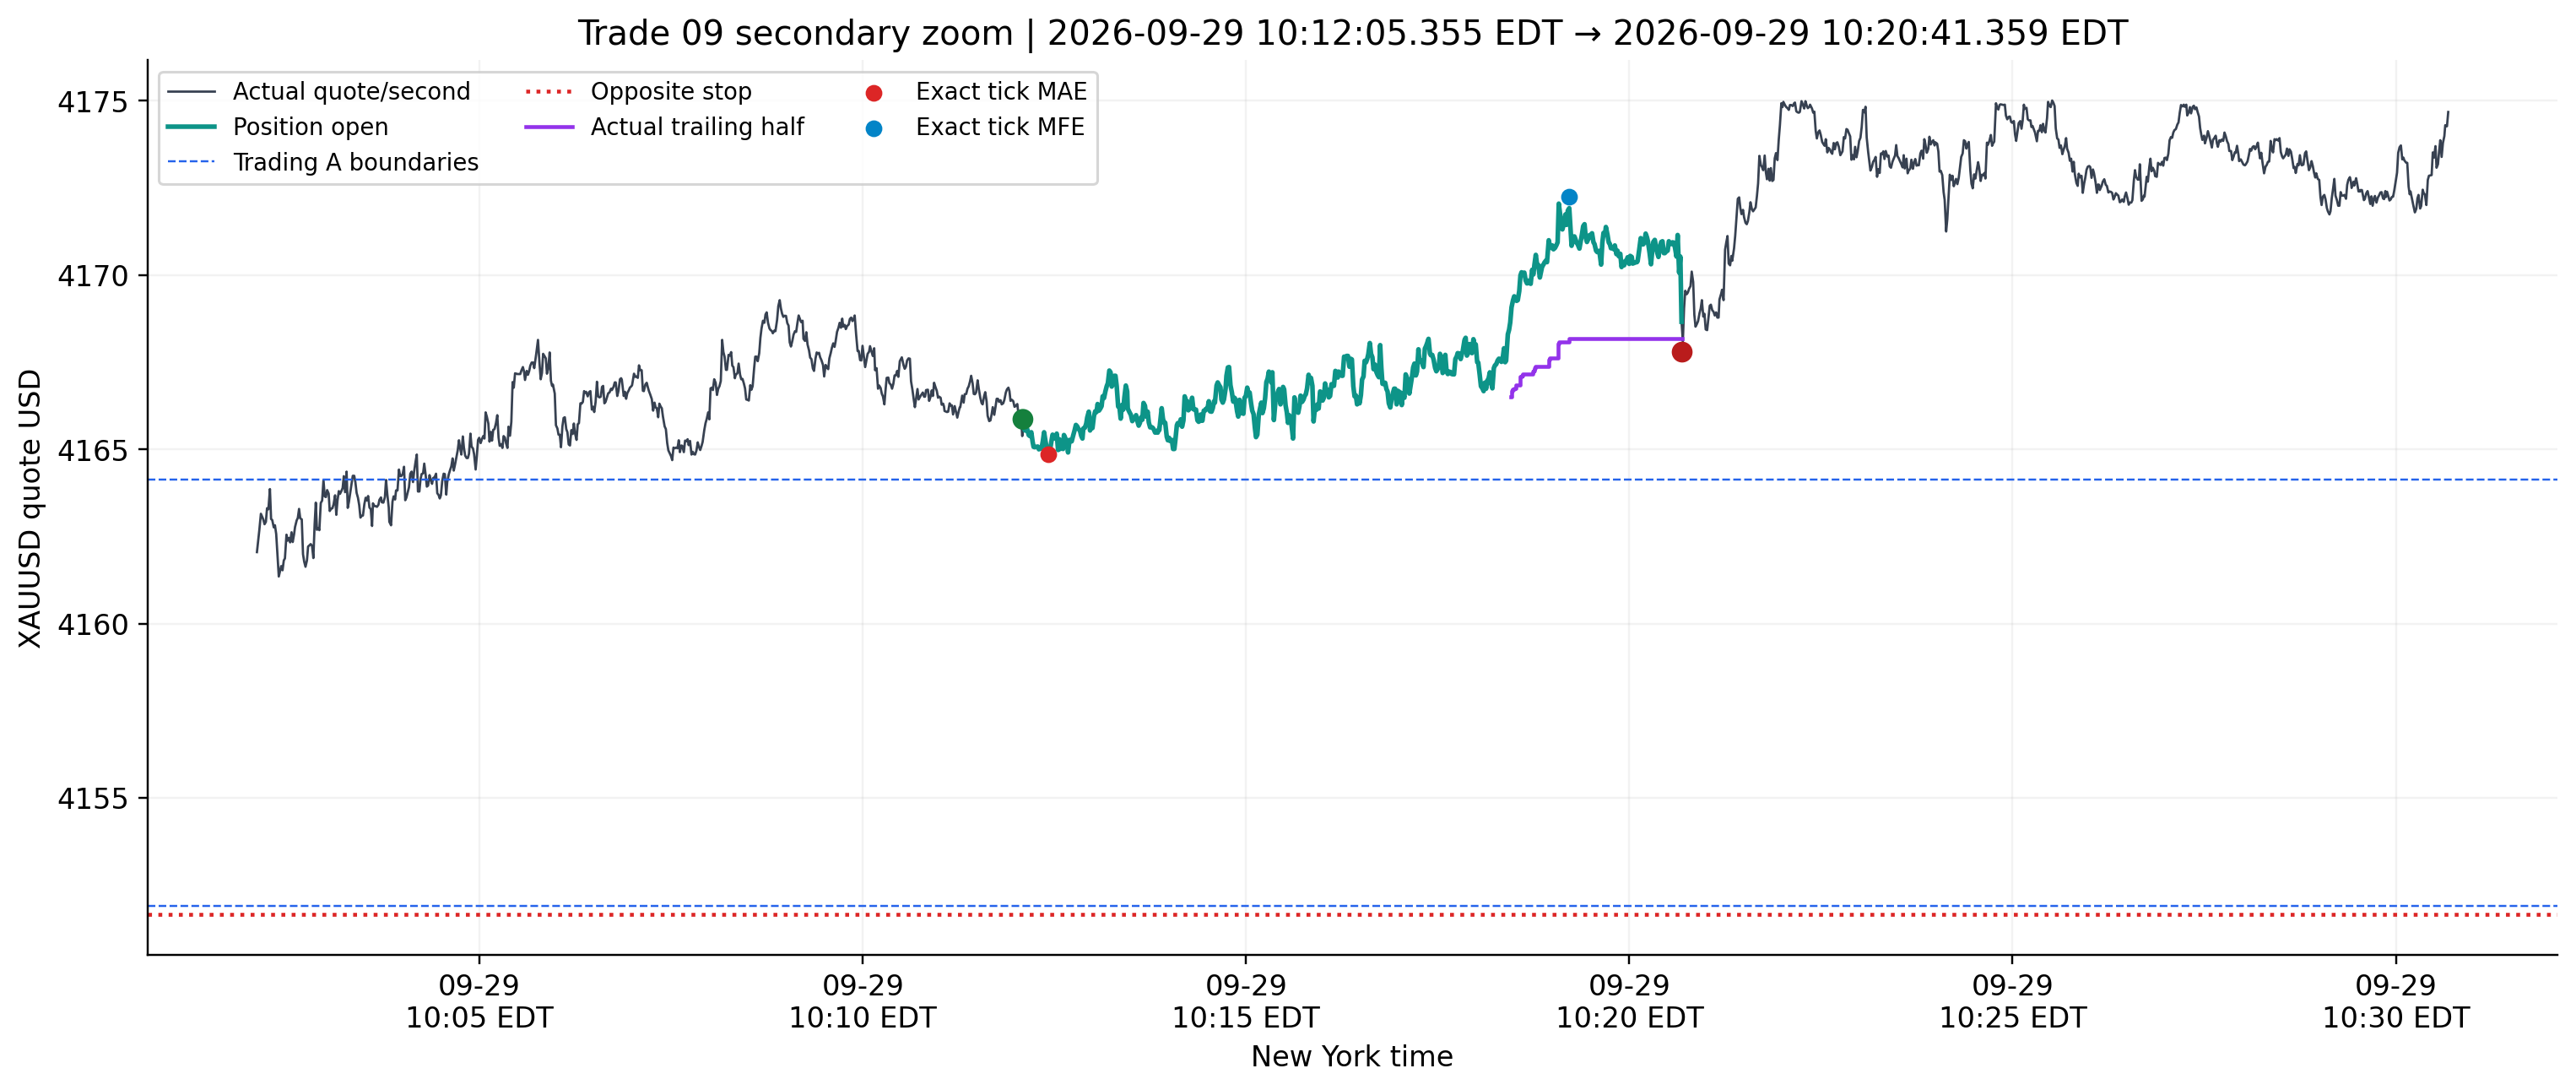 Trade 09 secondary zoom | 2026-09-29 10:12:05.355 EDT → 2026-09-29 10:20:41.359 EDT
Actual quote/second
Position open
Trading A boundaries
Opposite stop
Actual trailing half
Exact tick MAE
Exact tick MFE
XAUUSD quote USD
4175
4170
4165
4160
4155
09-29
10:05 EDT
09-29
10:10 EDT
09-29
10:15 EDT
09-29
10:20 EDT
09-29
10:25 EDT
09-29
10:30 EDT
New York time